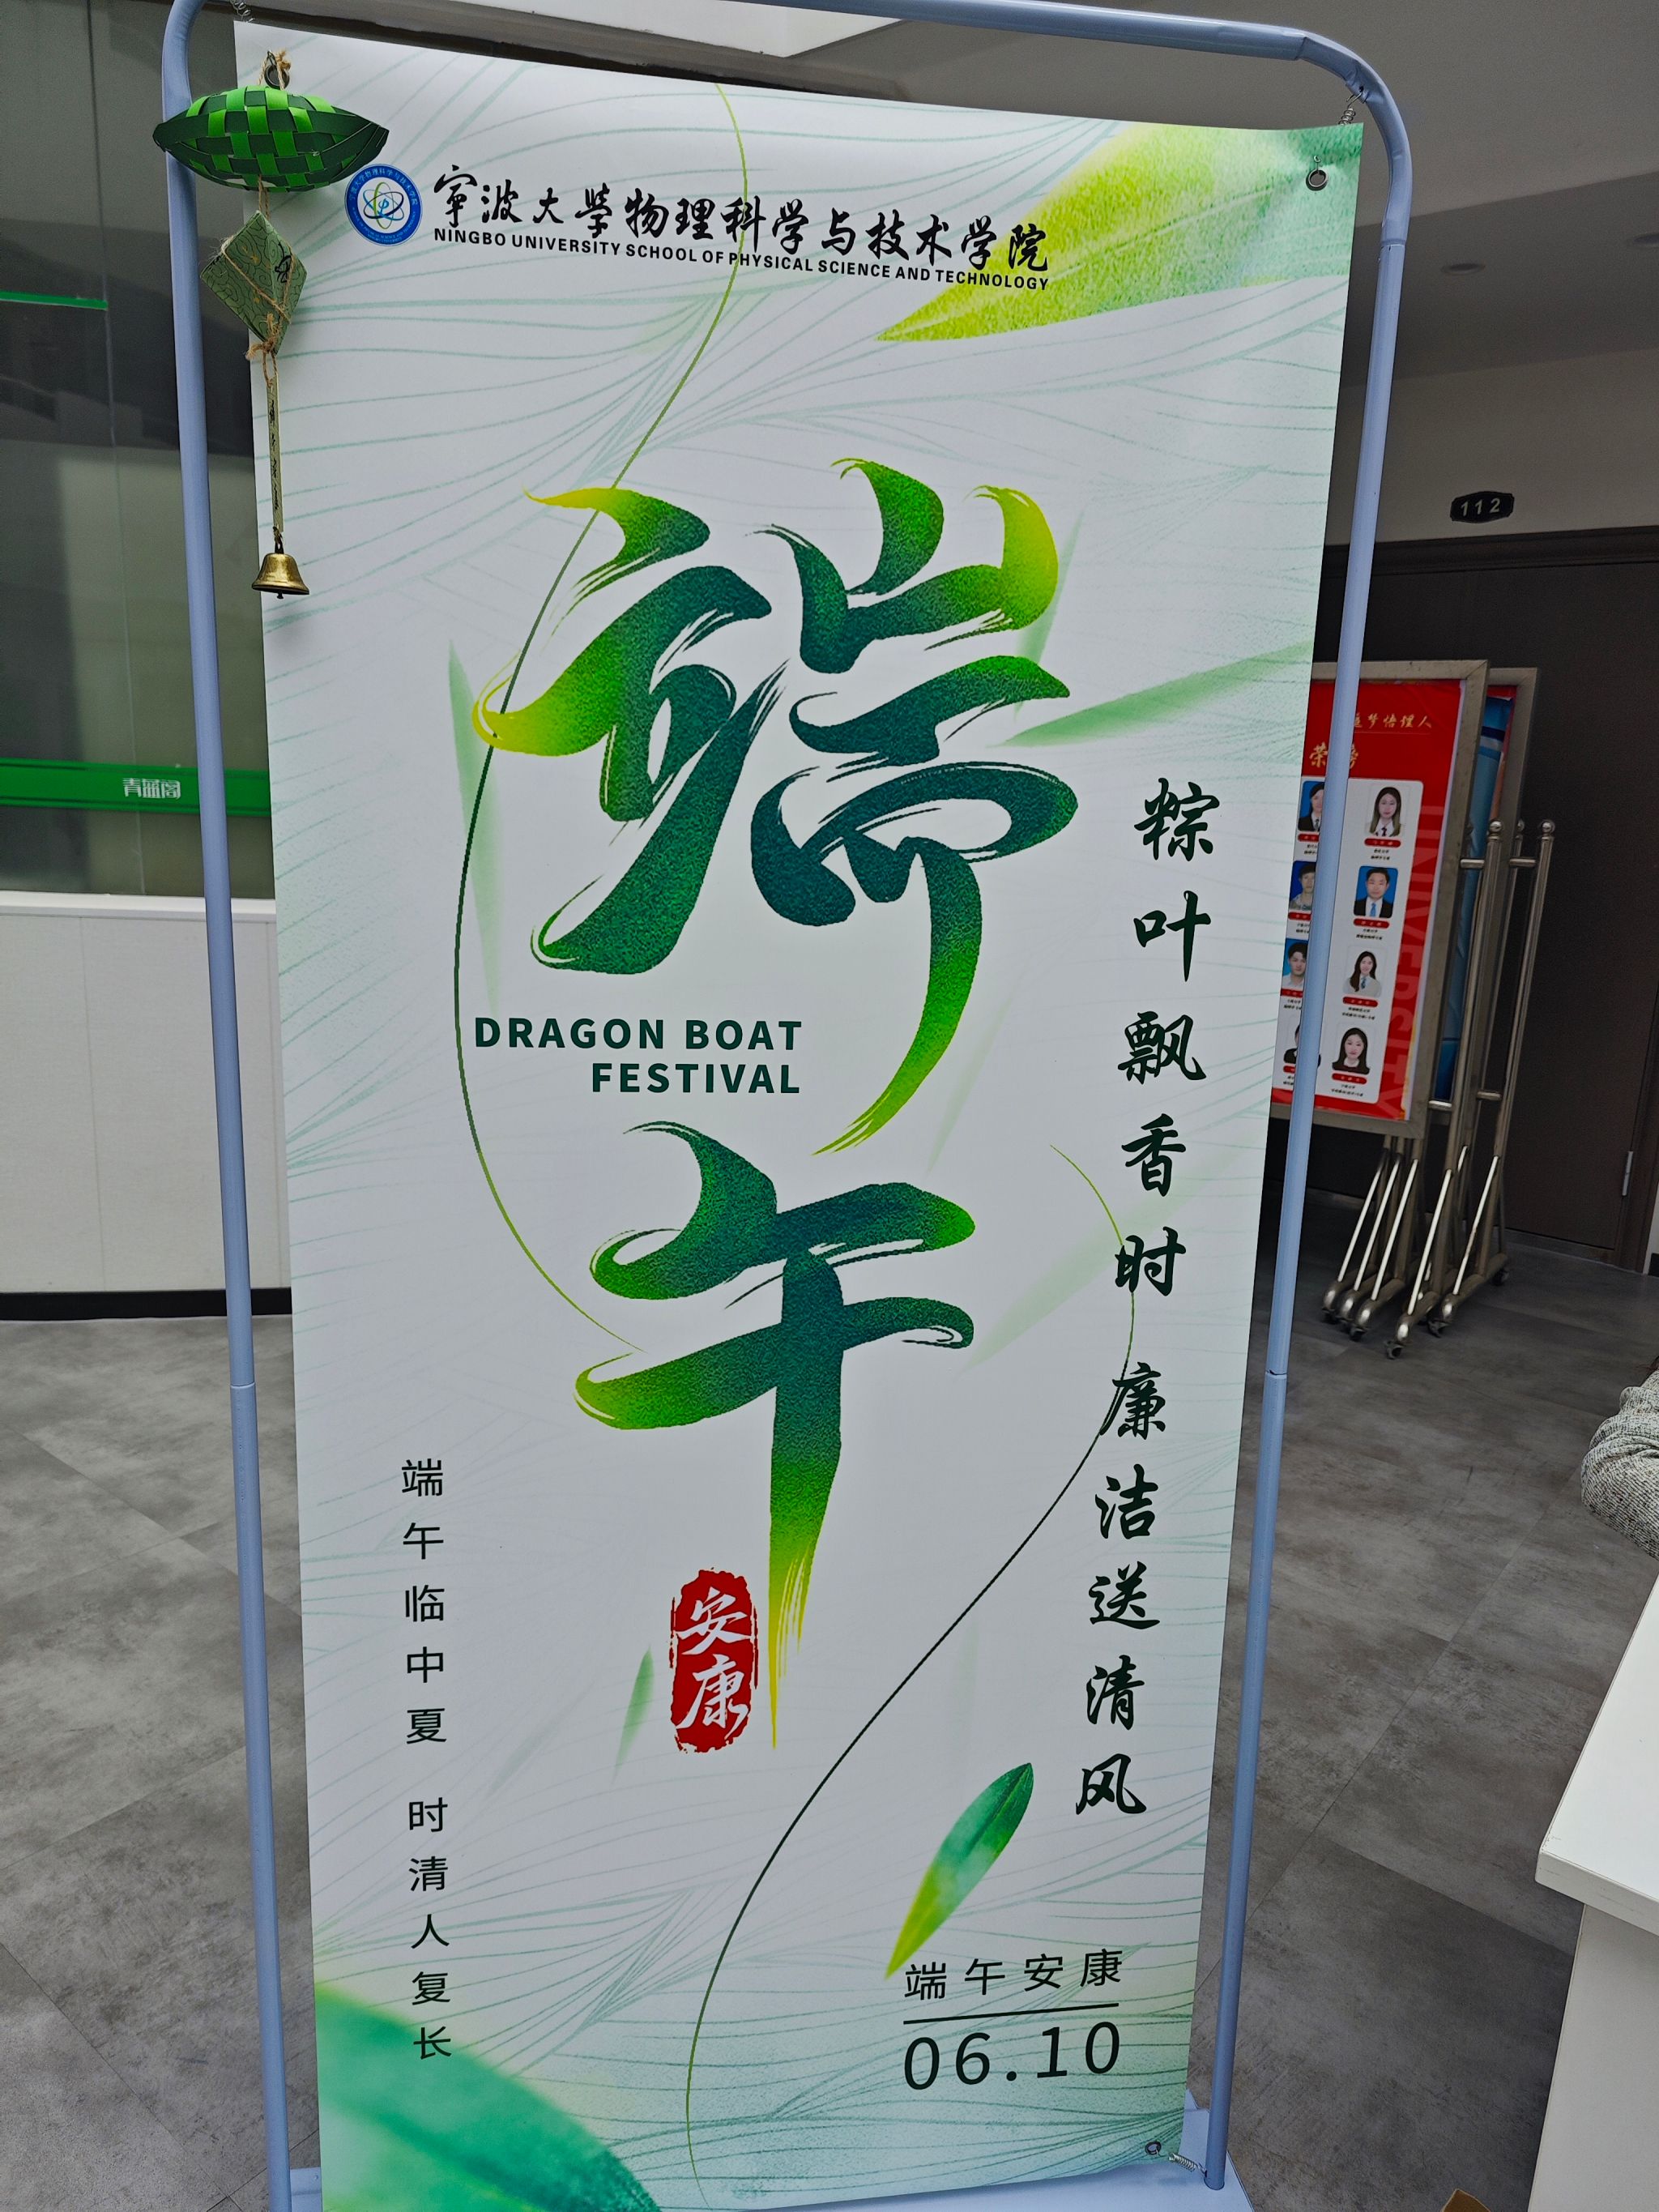 寜波大學物理科学与技术学院
NINGBO UNIVERSITY SCHOOL OF PHYSICAL SCIENCE AND TECHNOLOGY
端午
DRAGON BOAT
FESTIVAL
安康
粽叶飘香时 廉洁送清风
端午临中夏 时清人复长
端午安康
06.10
112
青蓝阁